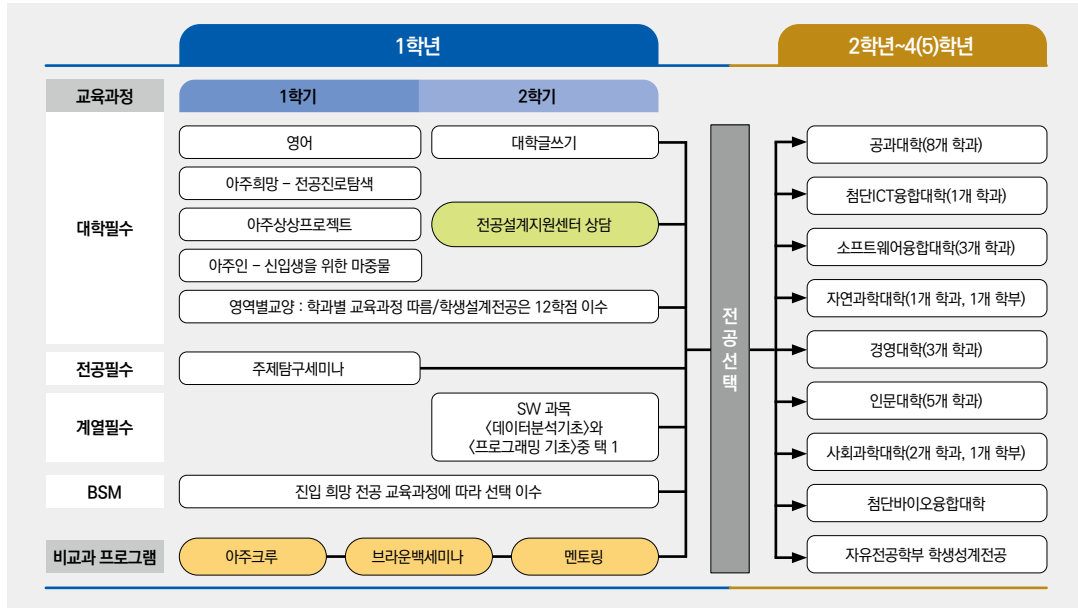 1학년
2학년~4(5)학년
교육과정
1학기
2학기
대학필수
영어
대학글쓰기
아주희망 – 전공진로탐색
아주상상프로젝트
전공설계지원센터 상담
아주인 – 신입생을 위한 마중물
영역별교양 : 학과별 교육과정 따름/학생설계전공은 12학점 이수
전공필수
주제탐구세미나
계열필수
SW 과목
〈데이터분석기초〉와
〈프로그래밍 기초〉중 택 1
BSM
진입 희망 전공 교육과정에 따라 선택 이수
비교과 프로그램
아주크루
브라운백세미나
멘토링
전공선택
공과대학(8개 학과)
첨단ICT융합대학(1개 학과)
소프트웨어융합대학(3개 학과)
자연과학대학(1개 학과, 1개 학부)
경영대학(3개 학과)
인문대학(5개 학과)
사회과학대학(2개 학과, 1개 학부)
첨단바이오융합대학
자유전공학부 학생성계전공